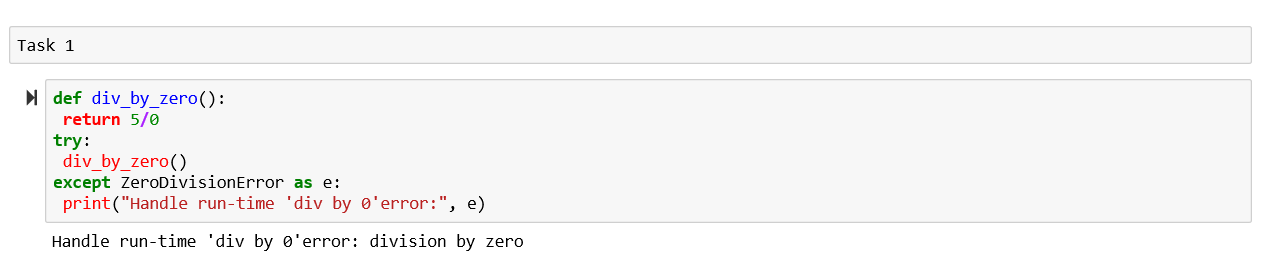 Task 1
def div_by_zero():
 return 5/0
try:
 div_by_zero()
except ZeroDivisionError as e:
 print("Handle run-time 'div by 0'error:", e)
Handle run-time 'div by 0'error: division by zero